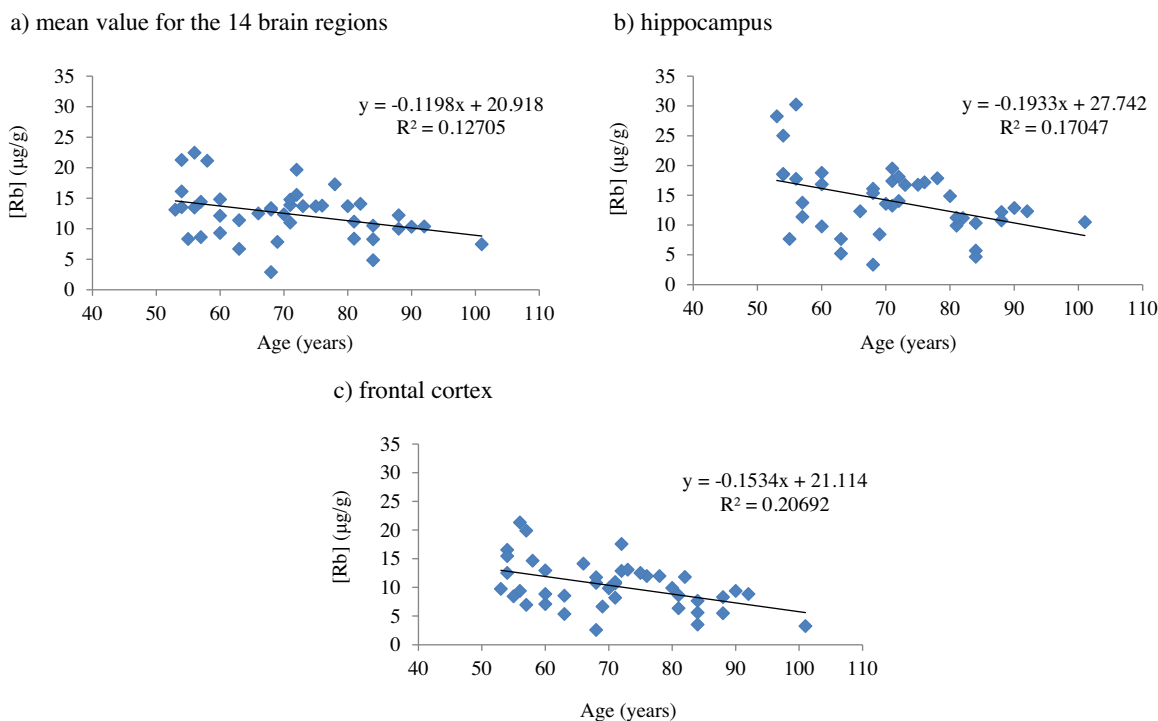 a) mean value for the 14 brain regions
[Rb] (µg/g)
35
30
25
20
15
10
5
0
y = -0.1198x + 20.918
R² = 0.12705
40 50 60 70 80 90 100 110
Age (years)
b) hippocampus
[Rb] (µg/g)
35
30
25
20
15
10
5
0
y = -0.1933x + 27.742
R² = 0.17047
40 50 60 70 80 90 100 110
Age (years)
c) frontal cortex
[Rb] (µg/g)
35
30
25
20
15
10
5
0
y = -0.1534x + 21.114
R² = 0.20692
40 50 60 70 80 90 100 110
Age (years)